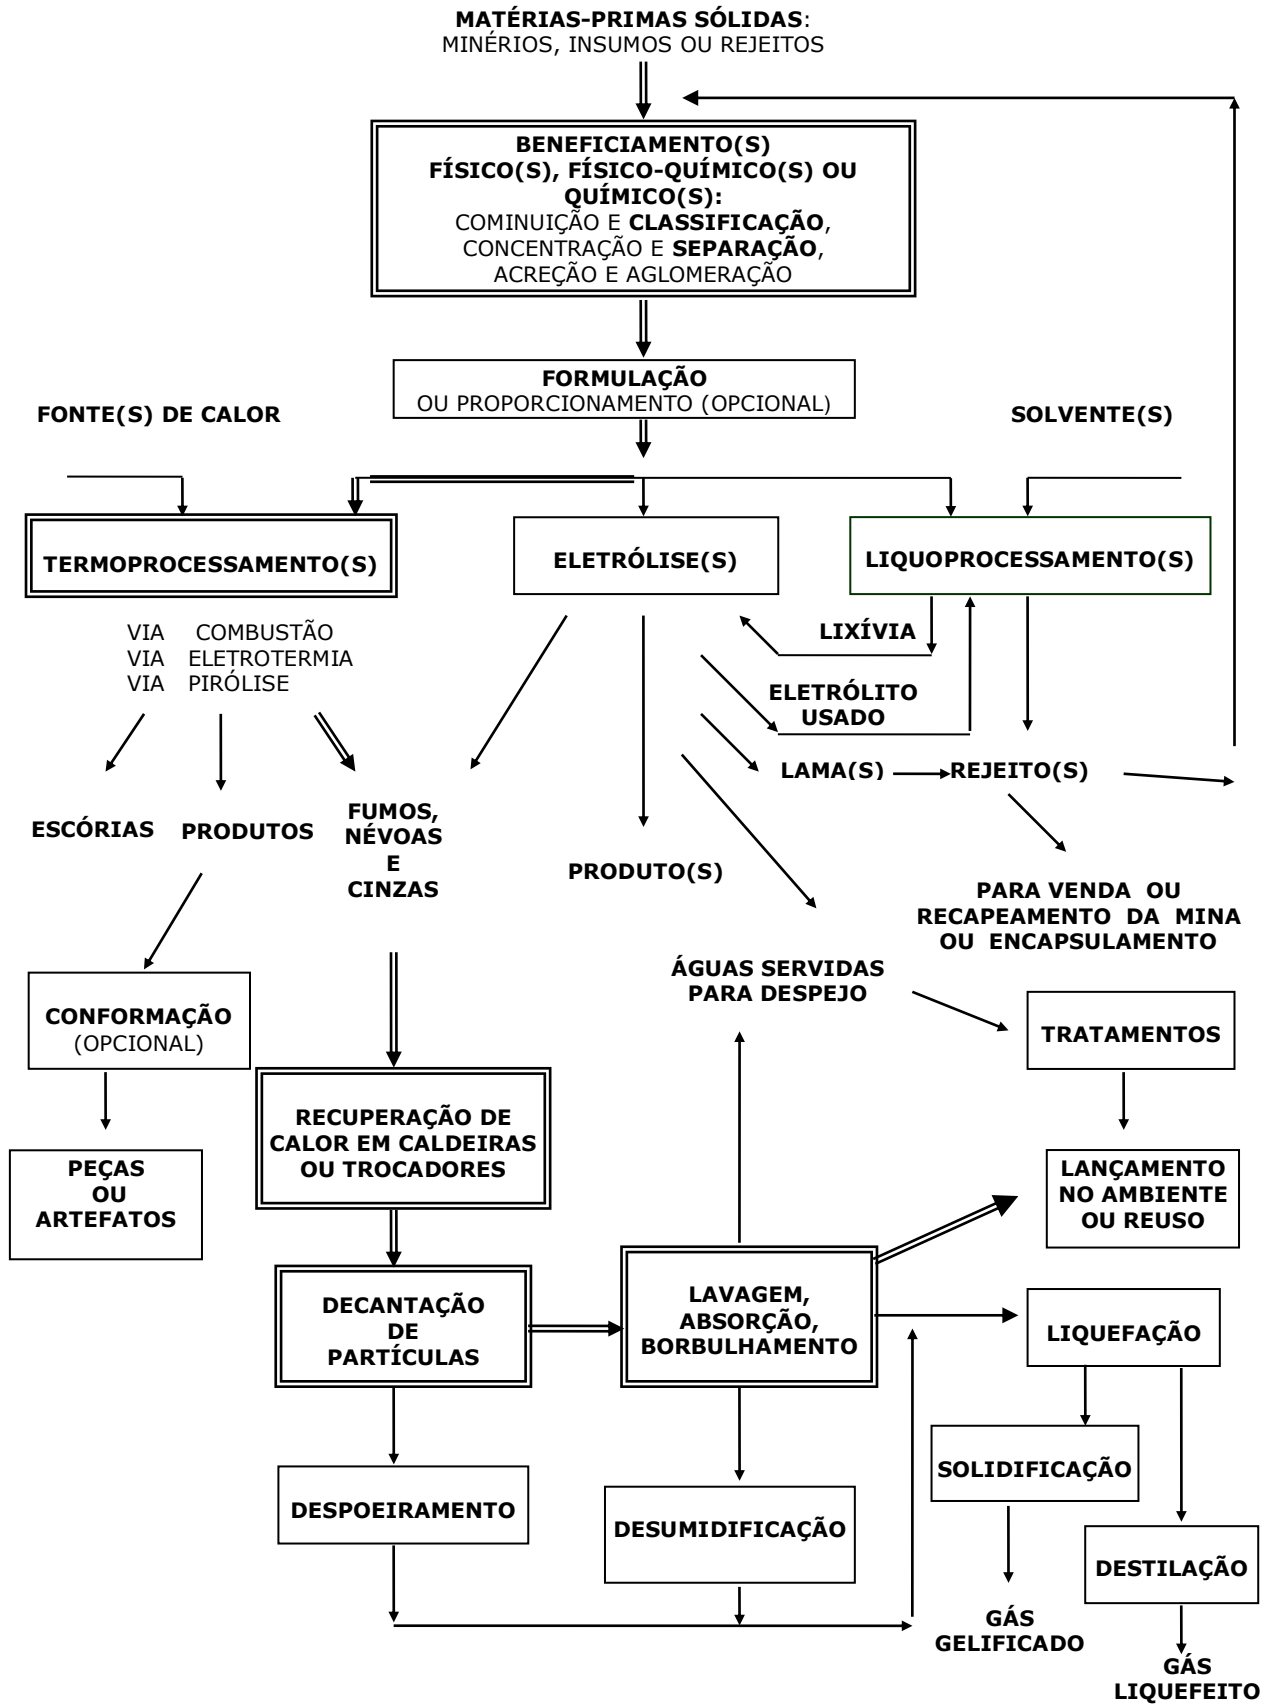 MATÉRIAS-PRIMAS SÓLIDAS:
MINÉRIOS, INSUMOS OU REJEITOS
BENEFICIAMENTO(S)
FÍSICO(S), FÍSICO-QUÍMICO(S) OU
QUÍMICO(S):
COMINUIÇÃO E CLASSIFICAÇÃO,
CONCENTRAÇÃO E SEPARAÇÃO,
ACREÇÃO E AGLOMERAÇÃO
FORMULAÇÃO
OU PROPORCIONAMENTO (OPCIONAL)
FONTE(S) DE CALOR
SOLVENTE(S)
TERMOPROCESSAMENTO(S)
ELETRÓLISE(S)
LIQUOPROCESSAMENTO(S)
VIA COMBUSTÃO
VIA ELETROTERMIA
VIA PIRÓLISE
LIXÍVIA
ELETRÓLITO
USADO
LAMA(S)
REJEITO(S)
ESCÓRIAS
PRODUTOS
FUMOS,
NÉVOAS
E
CINZAS
PRODUTO(S)
PARA VENDA OU
RECAPEAMENTO DA MINA
OU ENCAPSULAMENTO
ÁGUAS SERVIDAS
PARA DESPEJO
CONFORMAÇÃO
(OPCIONAL)
TRATAMENTOS
RECUPERAÇÃO DE
CALOR EM CALDEIRAS
OU TROCADORES
PEÇAS
OU
ARTEFATOS
LANÇAMENTO
NO AMBIENTE
OU REUSO
DECANTAÇÃO
DE
PARTÍCULAS
LAVAGEM,
ABSORÇÃO,
BORBULHAMENTO
LIQUEFAÇÃO
SOLIDIFICAÇÃO
DESPOEIRAMENTO
DESUMIDIFICAÇÃO
DESTILAÇÃO
GÁS
GELIFICADO
GÁS
LIQUEFEITO